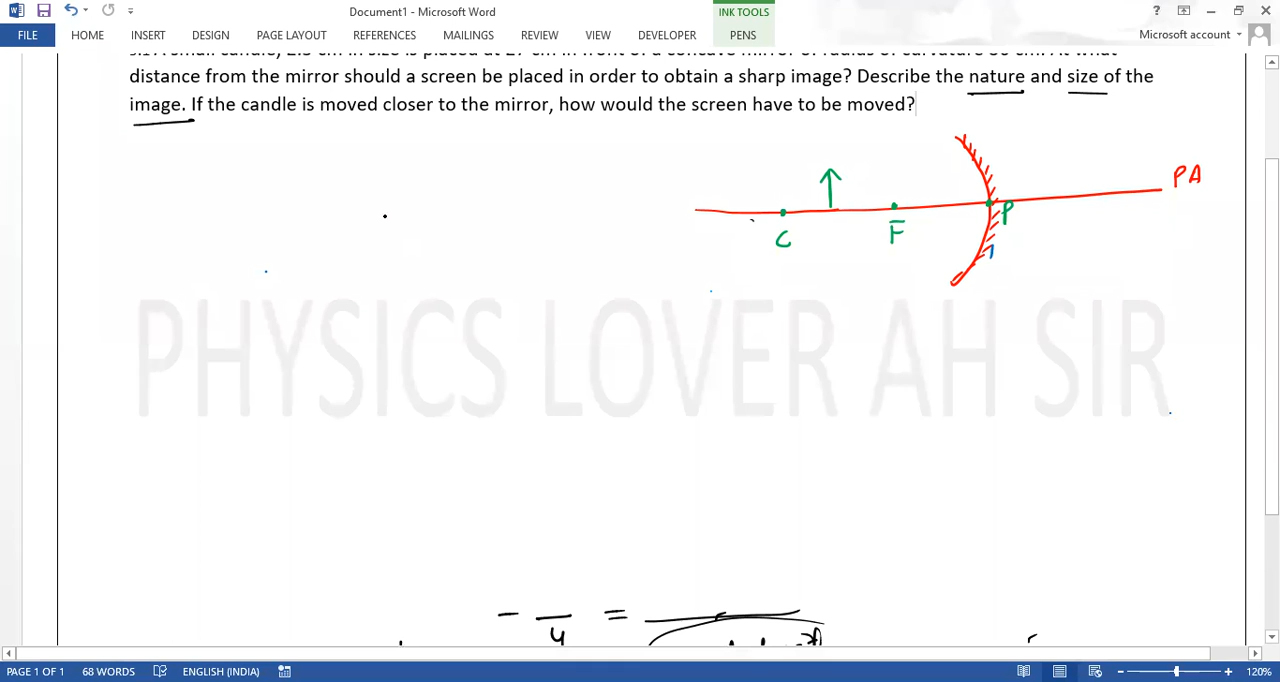 Document1 - Microsoft Word
INK TOOLS
FILE HOME INSERT DESIGN PAGE LAYOUT REFERENCES MAILINGS REVIEW VIEW DEVELOPER PENS Microsoft account
distance from the mirror should a screen be placed in order to obtain a sharp image? Describe the nature and size of the
image. If the candle is moved closer to the mirror, how would the screen have to be moved?
PA
P
C F
PHYSICS LOVER AH SIR
- — =
4
PAGE 1 OF 1 68 WORDS ENGLISH (INDIA) 120%